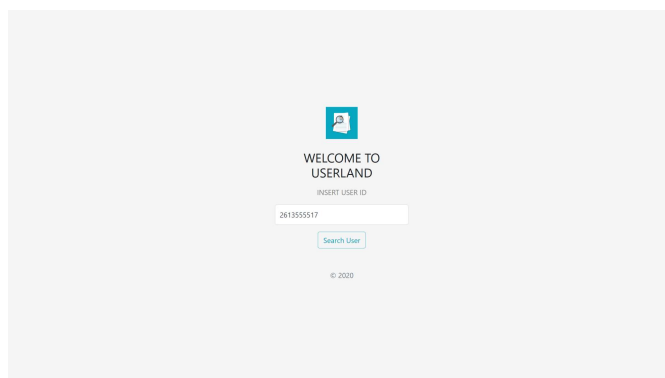 WELCOME TO
USERLAND
INSERT USER ID
2613555517
Search User
© 2020